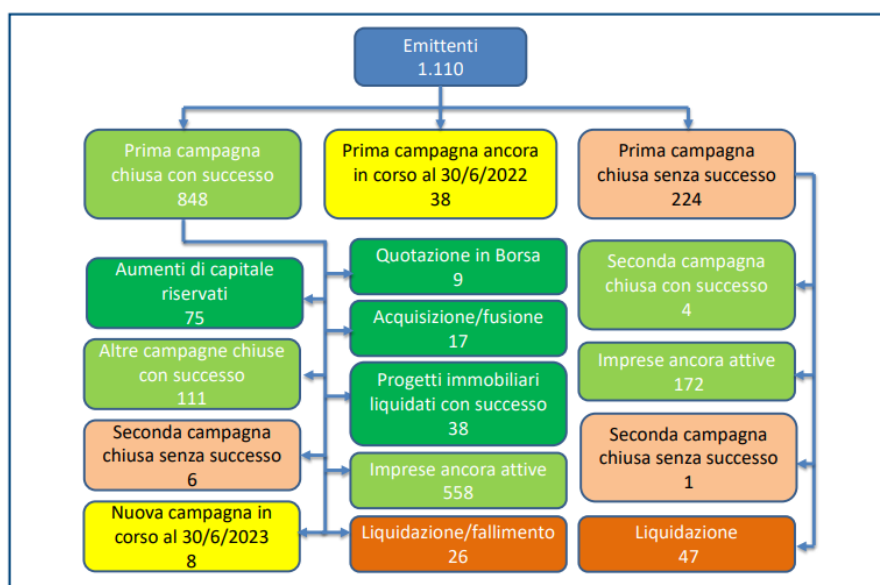 Emittenti
1.110
Prima campagna
chiusa con successo
848
Prima campagna ancora
in corso al 30/6/2022
38
Prima campagna
chiusa senza successo
224
Aumenti di capitale
riservati
75
Altre campagne chiuse
con successo
111
Seconda campagna
chiusa senza successo
6
Nuova campagna in
corso al 30/6/2023
8
Quotazione in Borsa
9
Acquisizione/fusione
17
Progetti immobiliari
liquidati con successo
38
Imprese ancora attive
558
Liquidazione/fallimento
26
Seconda campagna
chiusa con successo
4
Imprese ancora attive
172
Seconda campagna
chiusa senza successo
1
Liquidazione
47